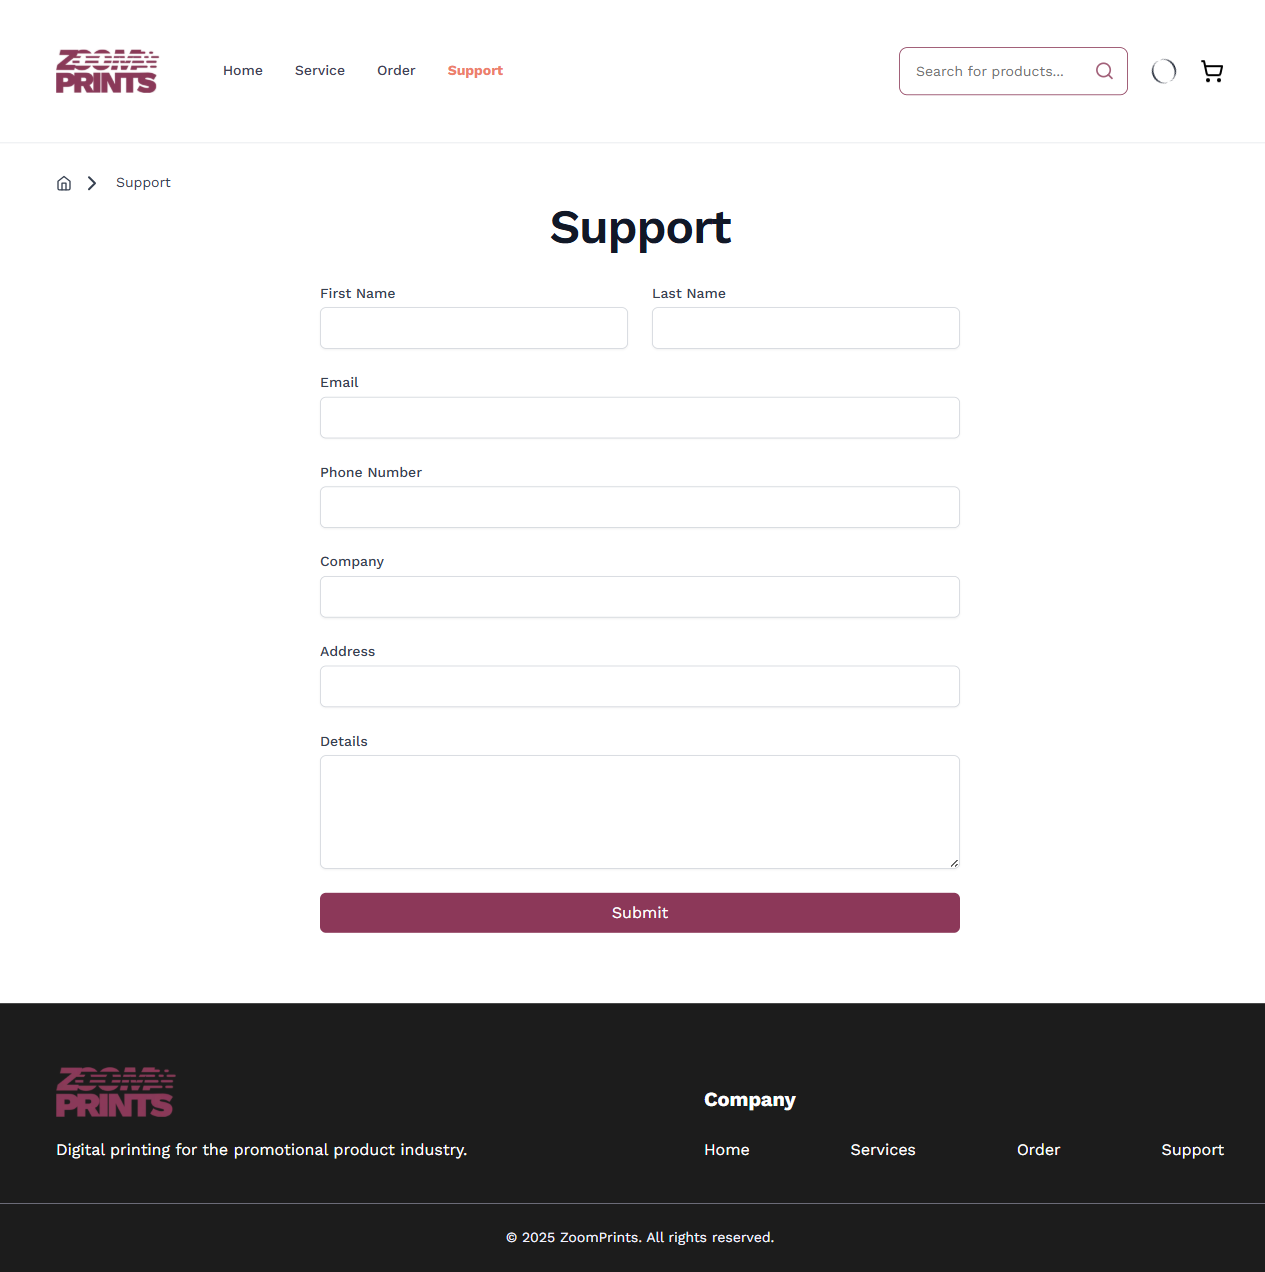 ZOOM
PRINTS
Home Service Order Support
Search for products...
Support
Support
First Name Last Name
Email
Phone Number
Company
Address
Details
Submit
ZOOM
PRINTS
Company
Digital printing for the promotional product industry.
Home Services Order Support
© 2025 ZoomPrints. All rights reserved.